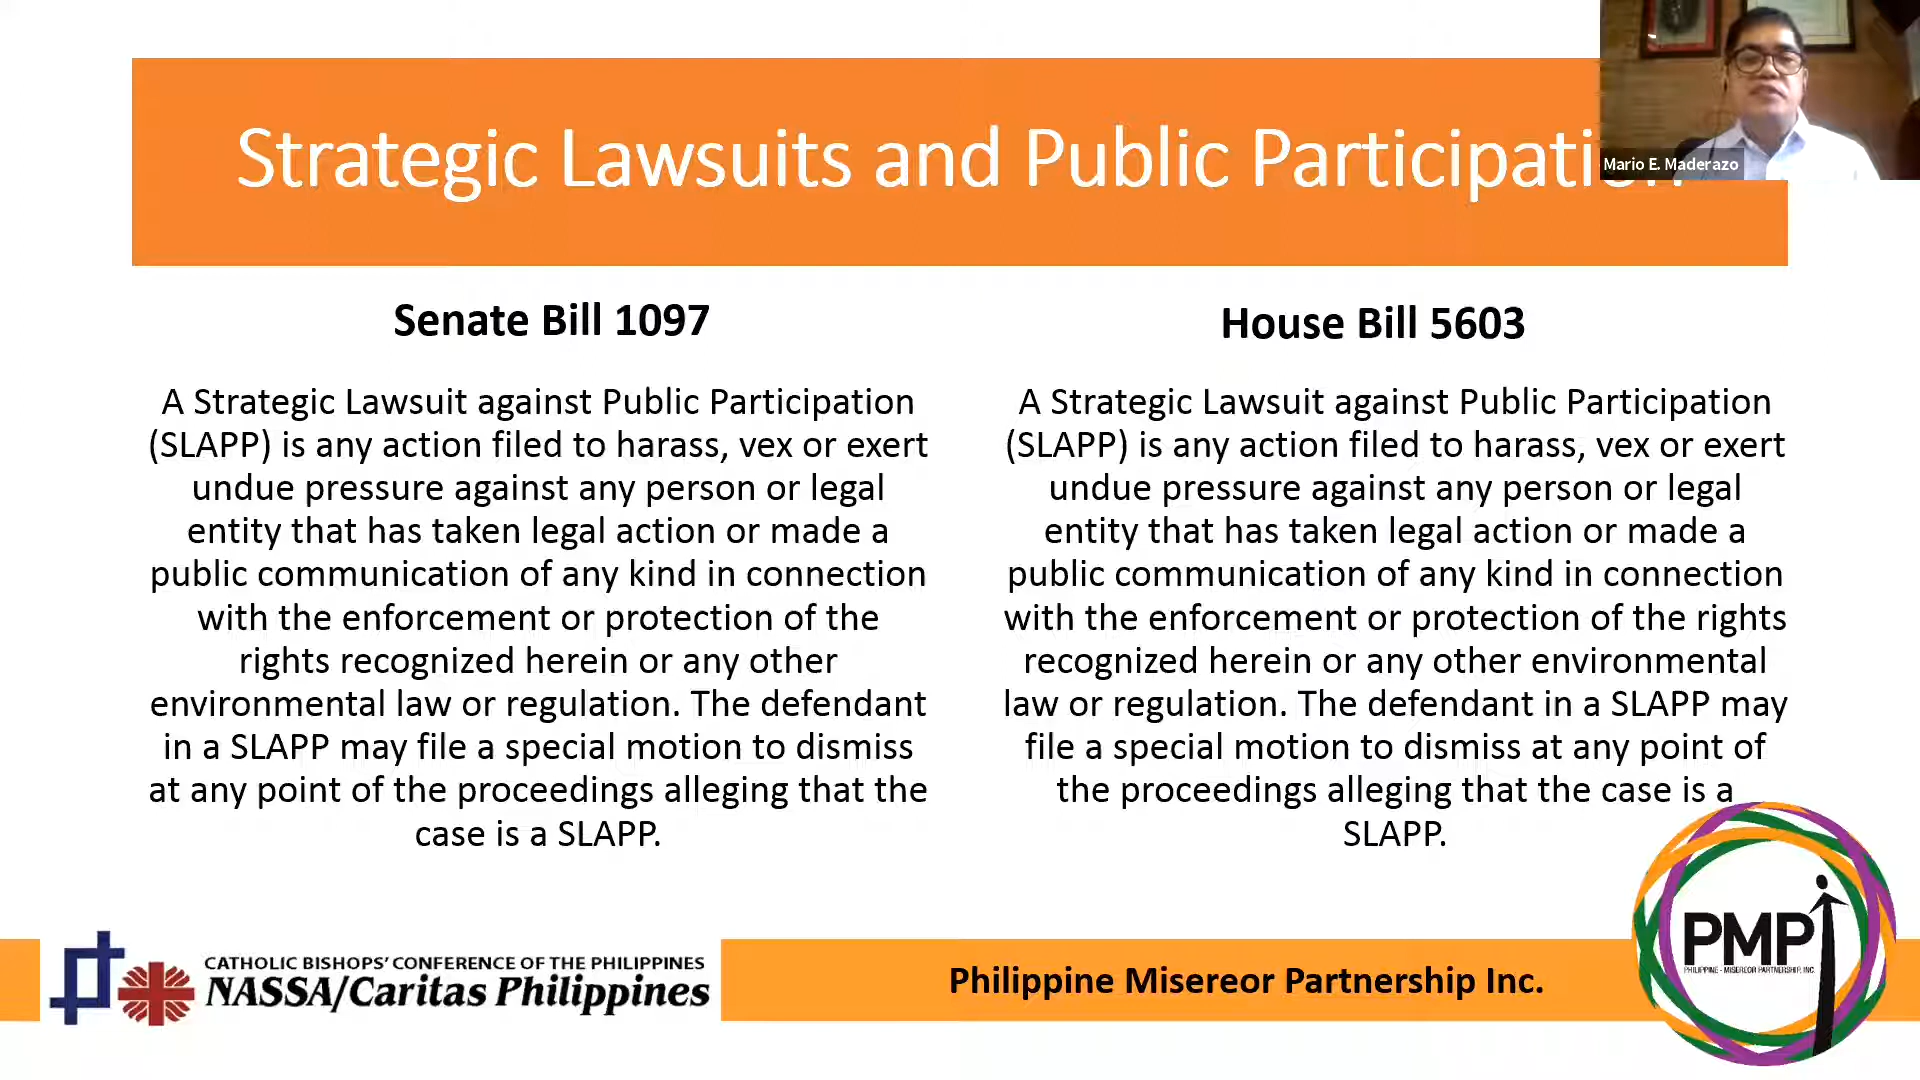 Strategic Lawsuits and Public Participation
Mario E. Maderazo
Senate Bill 1097
A Strategic Lawsuit against Public Participation
(SLAPP) is any action filed to harass, vex or exert
undue pressure against any person or legal
entity that has taken legal action or made a
public communication of any kind in connection
with the enforcement or protection of the
rights recognized herein or any other
environmental law or regulation. The defendant
in a SLAPP may file a special motion to dismiss
at any point of the proceedings alleging that the
case is a SLAPP.
House Bill 5603
A Strategic Lawsuit against Public Participation
(SLAPP) is any action filed to harass, vex or exert
undue pressure against any person or legal
entity that has taken legal action or made a
public communication of any kind in connection
with the enforcement or protection of the rights
recognized herein or any other environmental
law or regulation. The defendant in a SLAPP may
file a special motion to dismiss at any point of
the proceedings alleging that the case is a
SLAPP.
CATHOLIC BISHOPS' CONFERENCE OF THE PHILIPPINES
NASSA/Caritas Philippines
Philippine Misereor Partnership Inc.
PMPI
PHILIPPINE - MISEREOR PARTNERSHIP, INC.